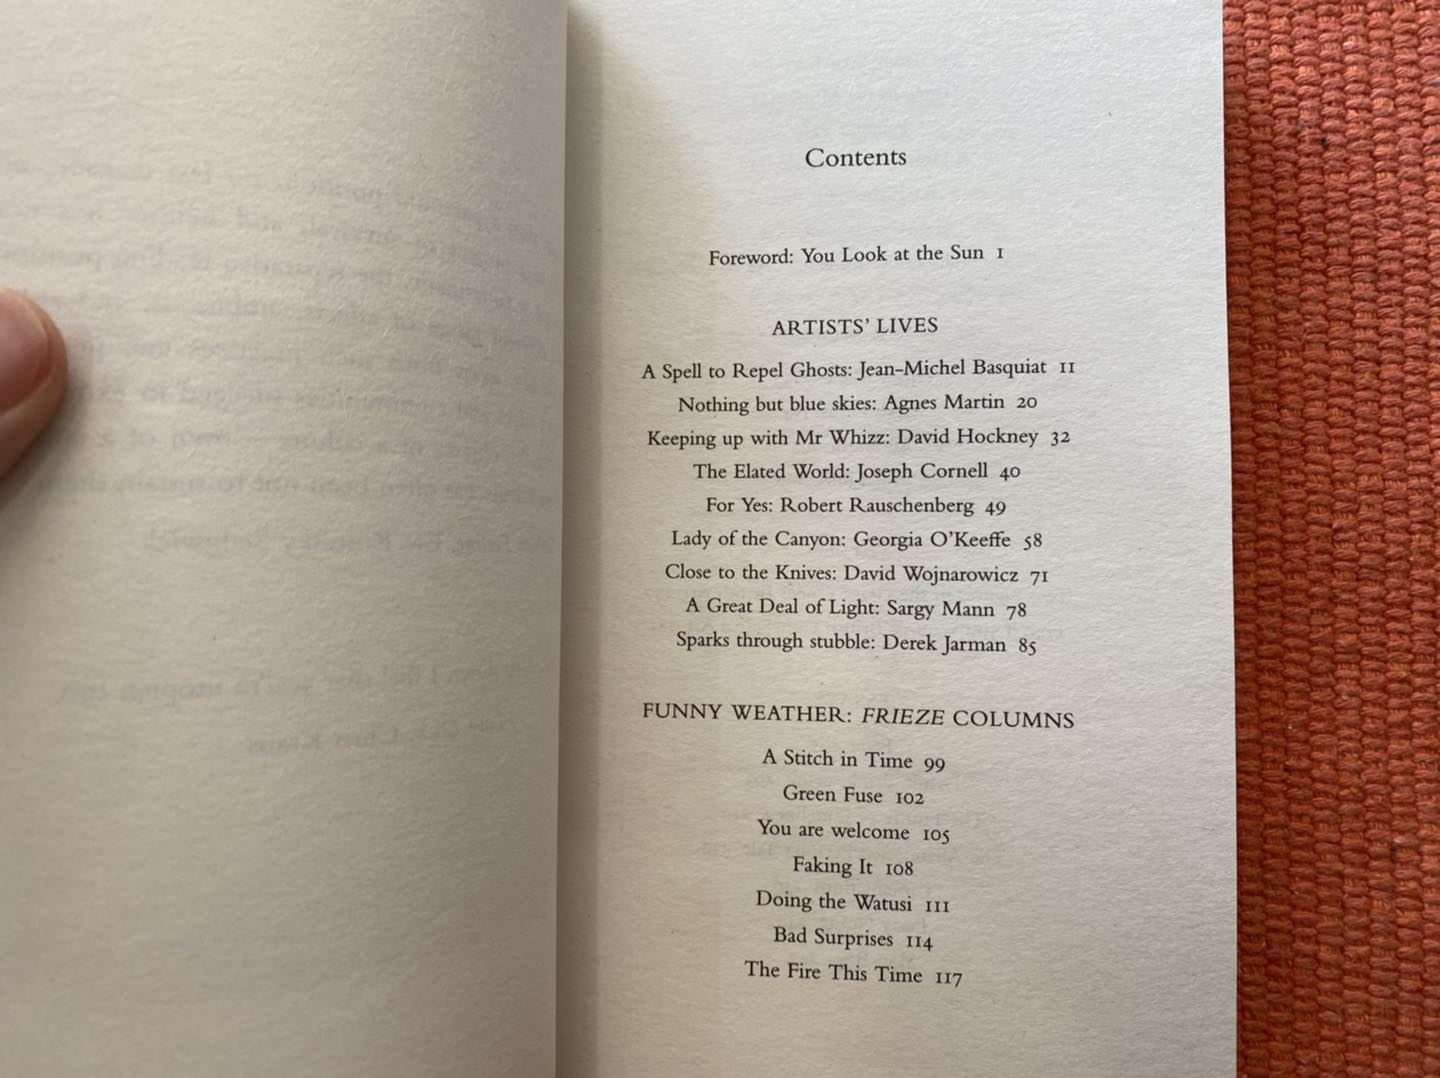 Contents
Foreword: You Look at the Sun 1
ARTISTS' LIVES
A Spell to Repel Ghosts: Jean-Michel Basquiat 11
Nothing but blue skies: Agnes Martin 20
Keeping up with Mr Whizz: David Hockney 32
The Elated World: Joseph Cornell 40
For Yes: Robert Rauschenberg 49
Lady of the Canyon: Georgia O'Keeffe 58
Close to the Knives: David Wojnarowicz 71
A Great Deal of Light: Sargy Mann 78
Sparks through stubble: Derek Jarman 85
FUNNY WEATHER: FRIEZE COLUMNS
A Stitch in Time 99
Green Fuse 102
You are welcome 105
Faking It 108
Doing the Watusi 111
Bad Surprises 114
The Fire This Time 117